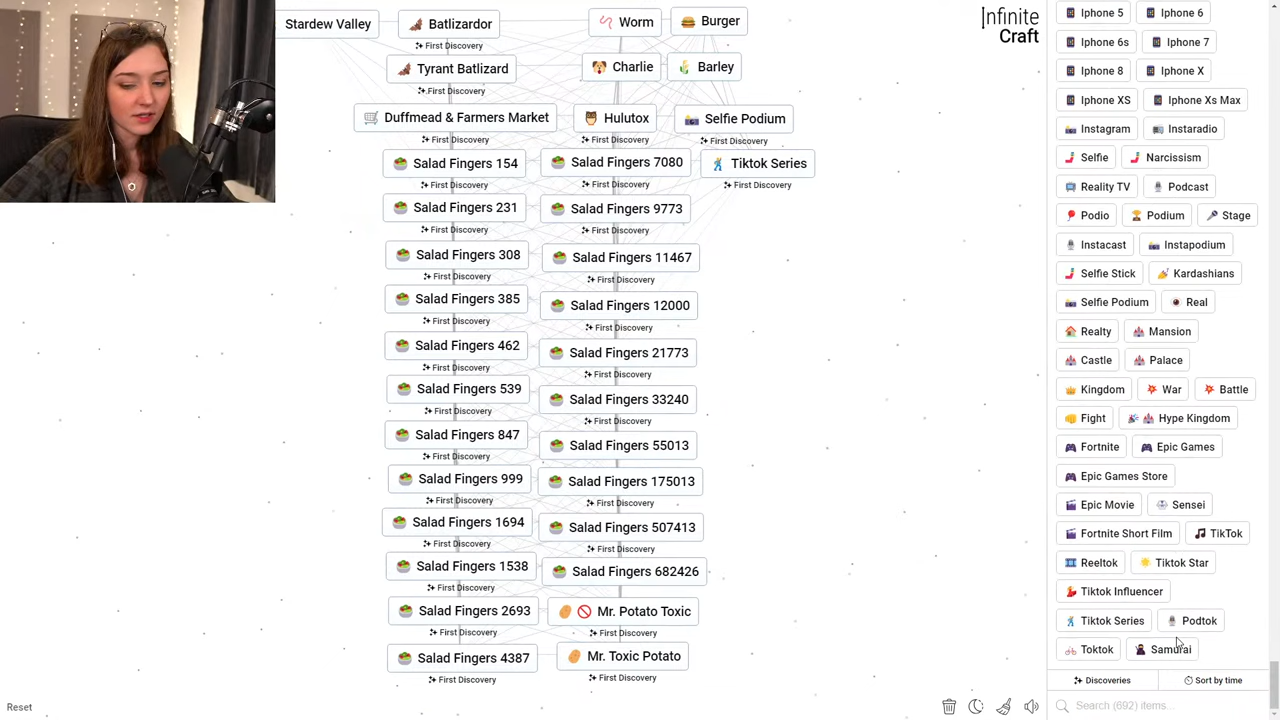 Stardew Valley
Batlizardor
First Discovery
Tyrant Batlizard
First Discovery
Worm
Burger
Charlie
Barley
Duffmead & Farmers Market
First Discovery
Hulutox
First Discovery
Selfie Podium
First Discovery
Salad Fingers 154
First Discovery
Salad Fingers 7080
First Discovery
Tiktok Series
First Discovery
Salad Fingers 231
First Discovery
Salad Fingers 9773
First Discovery
Salad Fingers 308
First Discovery
Salad Fingers 11467
First Discovery
Salad Fingers 385
First Discovery
Salad Fingers 12000
First Discovery
Salad Fingers 462
First Discovery
Salad Fingers 21773
First Discovery
Salad Fingers 539
First Discovery
Salad Fingers 33240
First Discovery
Salad Fingers 847
First Discovery
Salad Fingers 55013
First Discovery
Salad Fingers 999
First Discovery
Salad Fingers 175013
First Discovery
Salad Fingers 1694
First Discovery
Salad Fingers 507413
First Discovery
Salad Fingers 1538
First Discovery
Salad Fingers 682426
Salad Fingers 2693
First Discovery
Mr. Potato Toxic
First Discovery
Salad Fingers 4387
First Discovery
Mr. Toxic Potato
First Discovery
Infinite
Craft
Iphone 5 Iphone 6
Iphone 6s Iphone 7
Iphone 8 Iphone X
Iphone XS Iphone Xs Max
Instagram Instaradio
Selfie Narcissism
Reality TV Podcast
Podio Podium Stage
Instacast Instapodium
Selfie Stick Kardashians
Selfie Podium Real
Realty Mansion
Castle Palace
Kingdom War Battle
Fight Hype Kingdom
Fortnite Epic Games
Epic Games Store
Epic Movie Sensei
Fortnite Short Film TikTok
Reeltok Tiktok Star
Tiktok Influencer
Tiktok Series Podtok
Toktok Samurai
Discoveries Sort by time
Search (692) items...
Reset